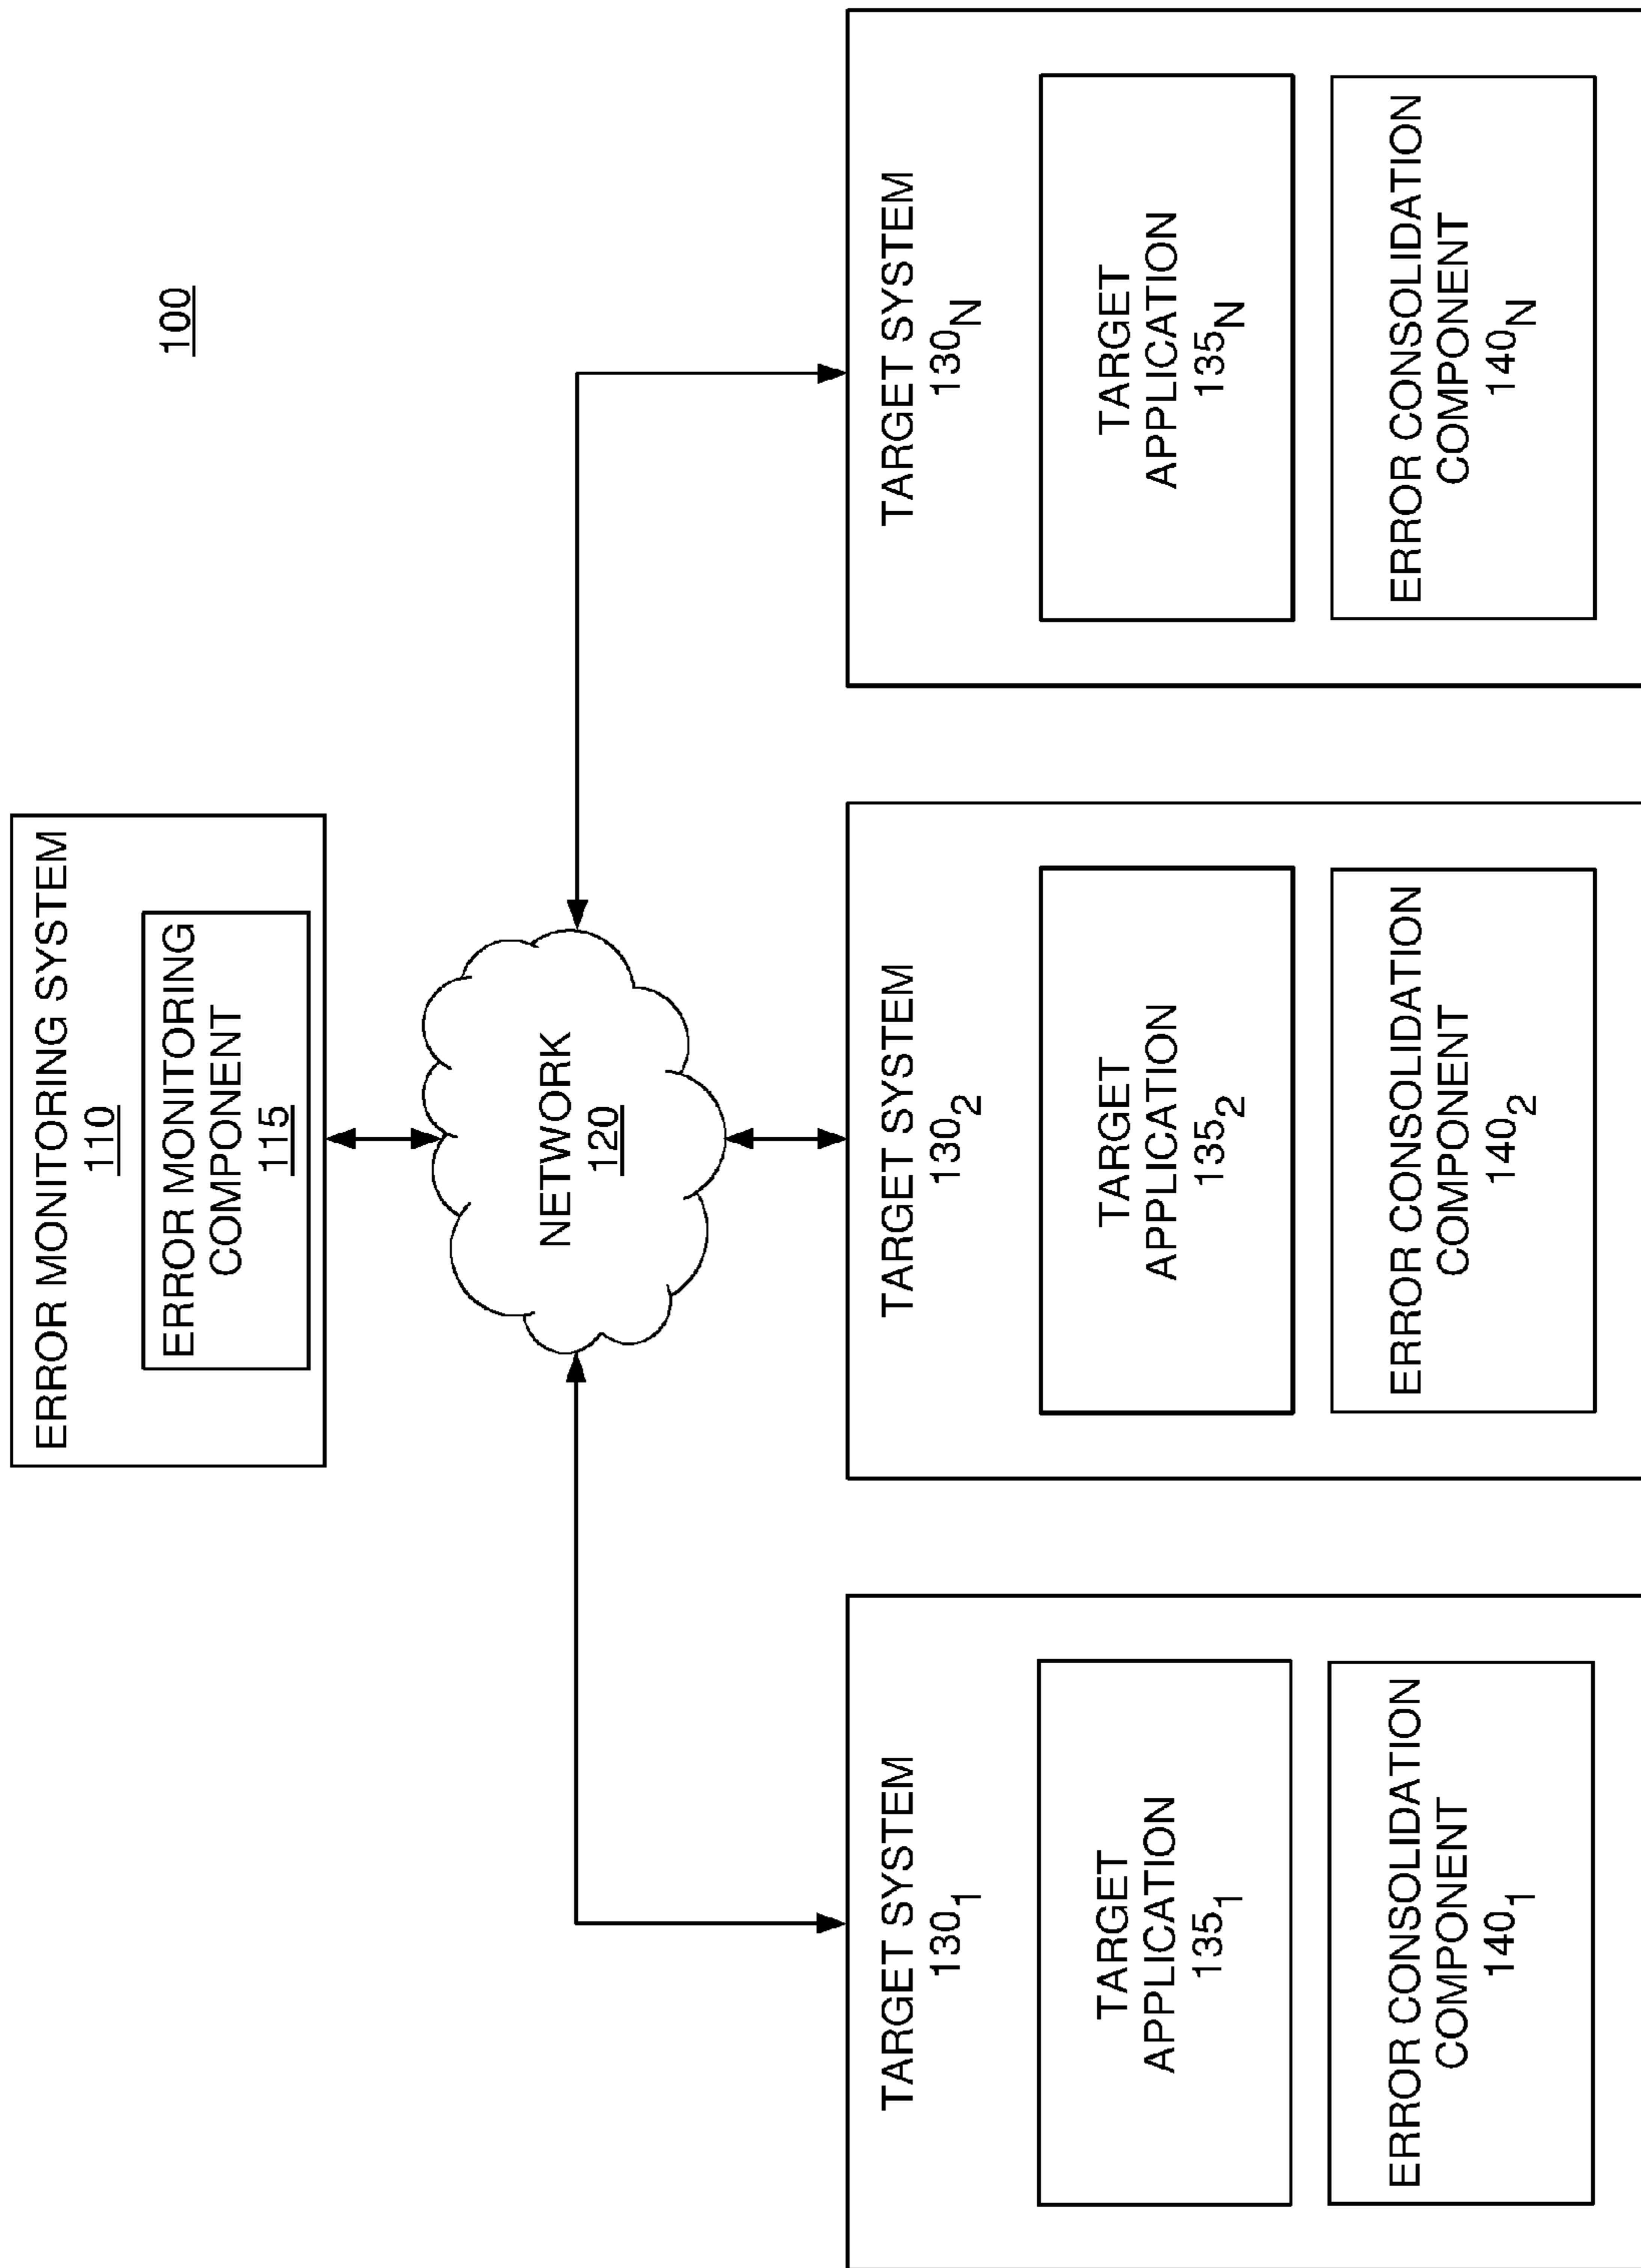 100
ERROR MONITORING SYSTEM
110
ERROR MONITORING
COMPONENT
115
NETWORK
120
TARGET SYSTEM
130₁
TARGET
APPLICATION
135₁
ERROR CONSOLIDATION
COMPONENT
140₁
TARGET SYSTEM
130₂
TARGET
APPLICATION
135₂
ERROR CONSOLIDATION
COMPONENT
140₂
TARGET SYSTEM
130N
TARGET
APPLICATION
135N
ERROR CONSOLIDATION
COMPONENT
140N